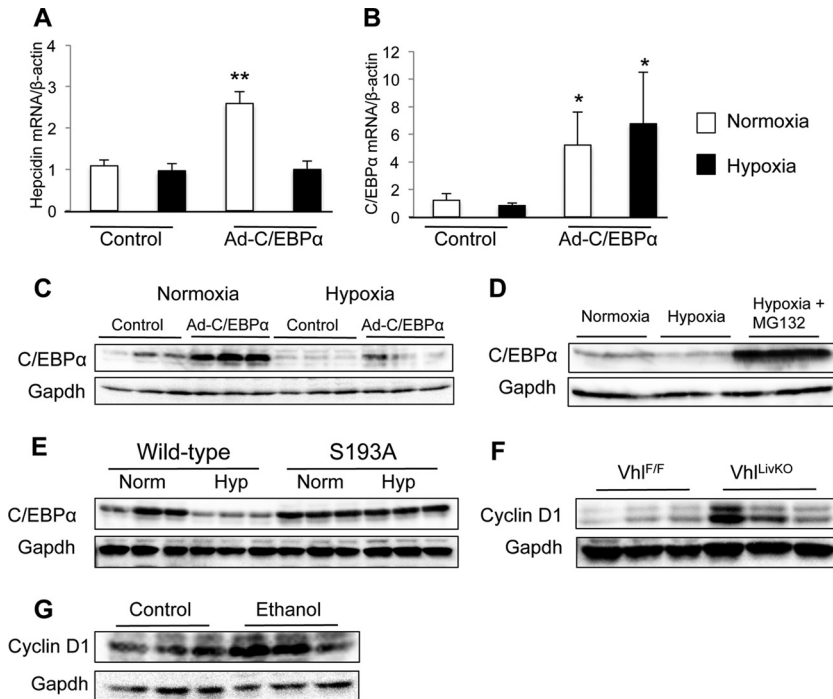 A
Hepcidin mRNA/β-actin
4
3
2
1
0
**
Control
Ad-C/EBPα
B
C/EBPα mRNA/β-actin
12
10
8
6
4
2
0
*
*
Control
Ad-C/EBPα
Normoxia
Hypoxia
C
Normoxia Hypoxia
Control Ad-C/EBPα Control Ad-C/EBPα
C/EBPα
Gapdh
D
Normoxia Hypoxia Hypoxia +
MG132
C/EBPα
Gapdh
E
Wild-type S193A
Norm Hyp Norm Hyp
C/EBPα
Gapdh
F
Vhl^F/F Vhl^LivKO
Cyclin D1
Gapdh
G
Control Ethanol
Cyclin D1
Gapdh